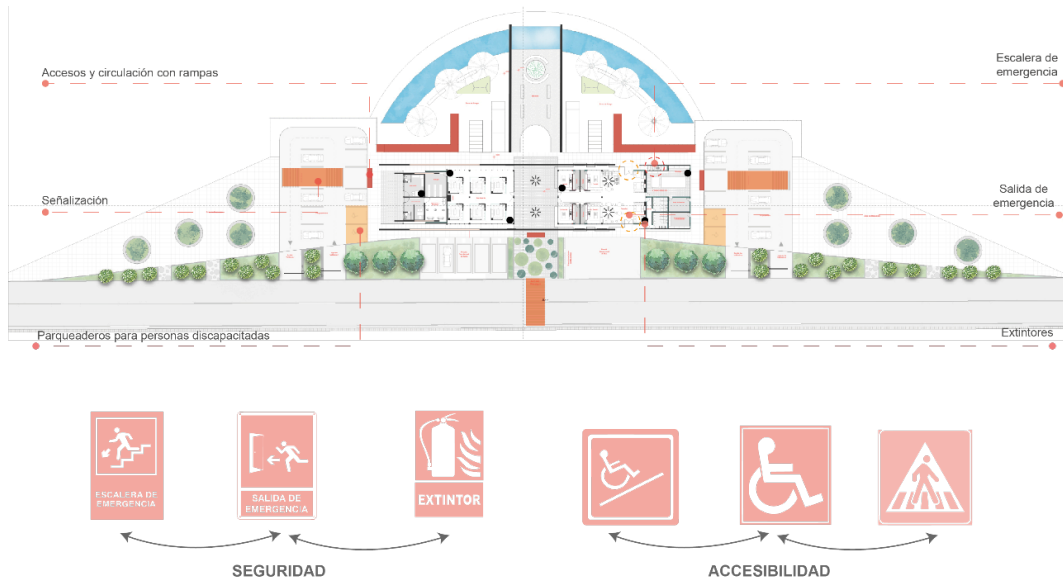 Accesos y circulación con rampas
Escalera de
emergencia
Señalización
Salida de
emergencia
Parqueaderos para personas discapacitadas
Extintores
ESCALERA DE
EMERGENCIA
SALIDA DE
EMERGENCIA
EXTINTOR
SEGURIDAD
ACCESIBILIDAD